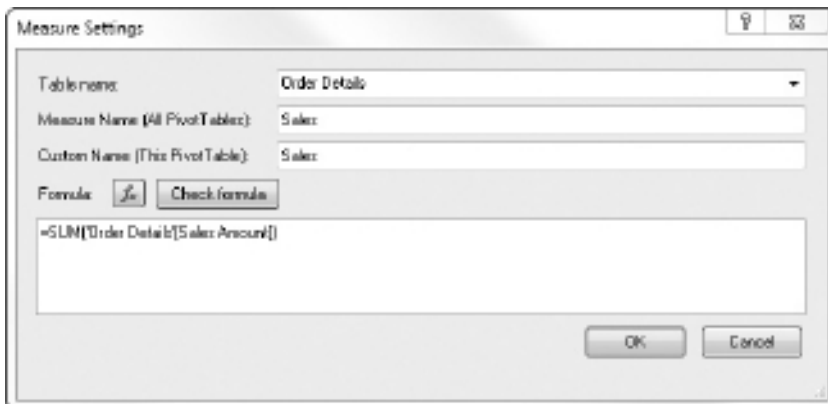 Measure Settings
Table name: Order Details
Measure Name (All PivotTables): Sales
Custom Name (This PivotTable): Sales
Formula: fx Check formula
=SUM('Order Details'[Sales Amount])
OK Cancel